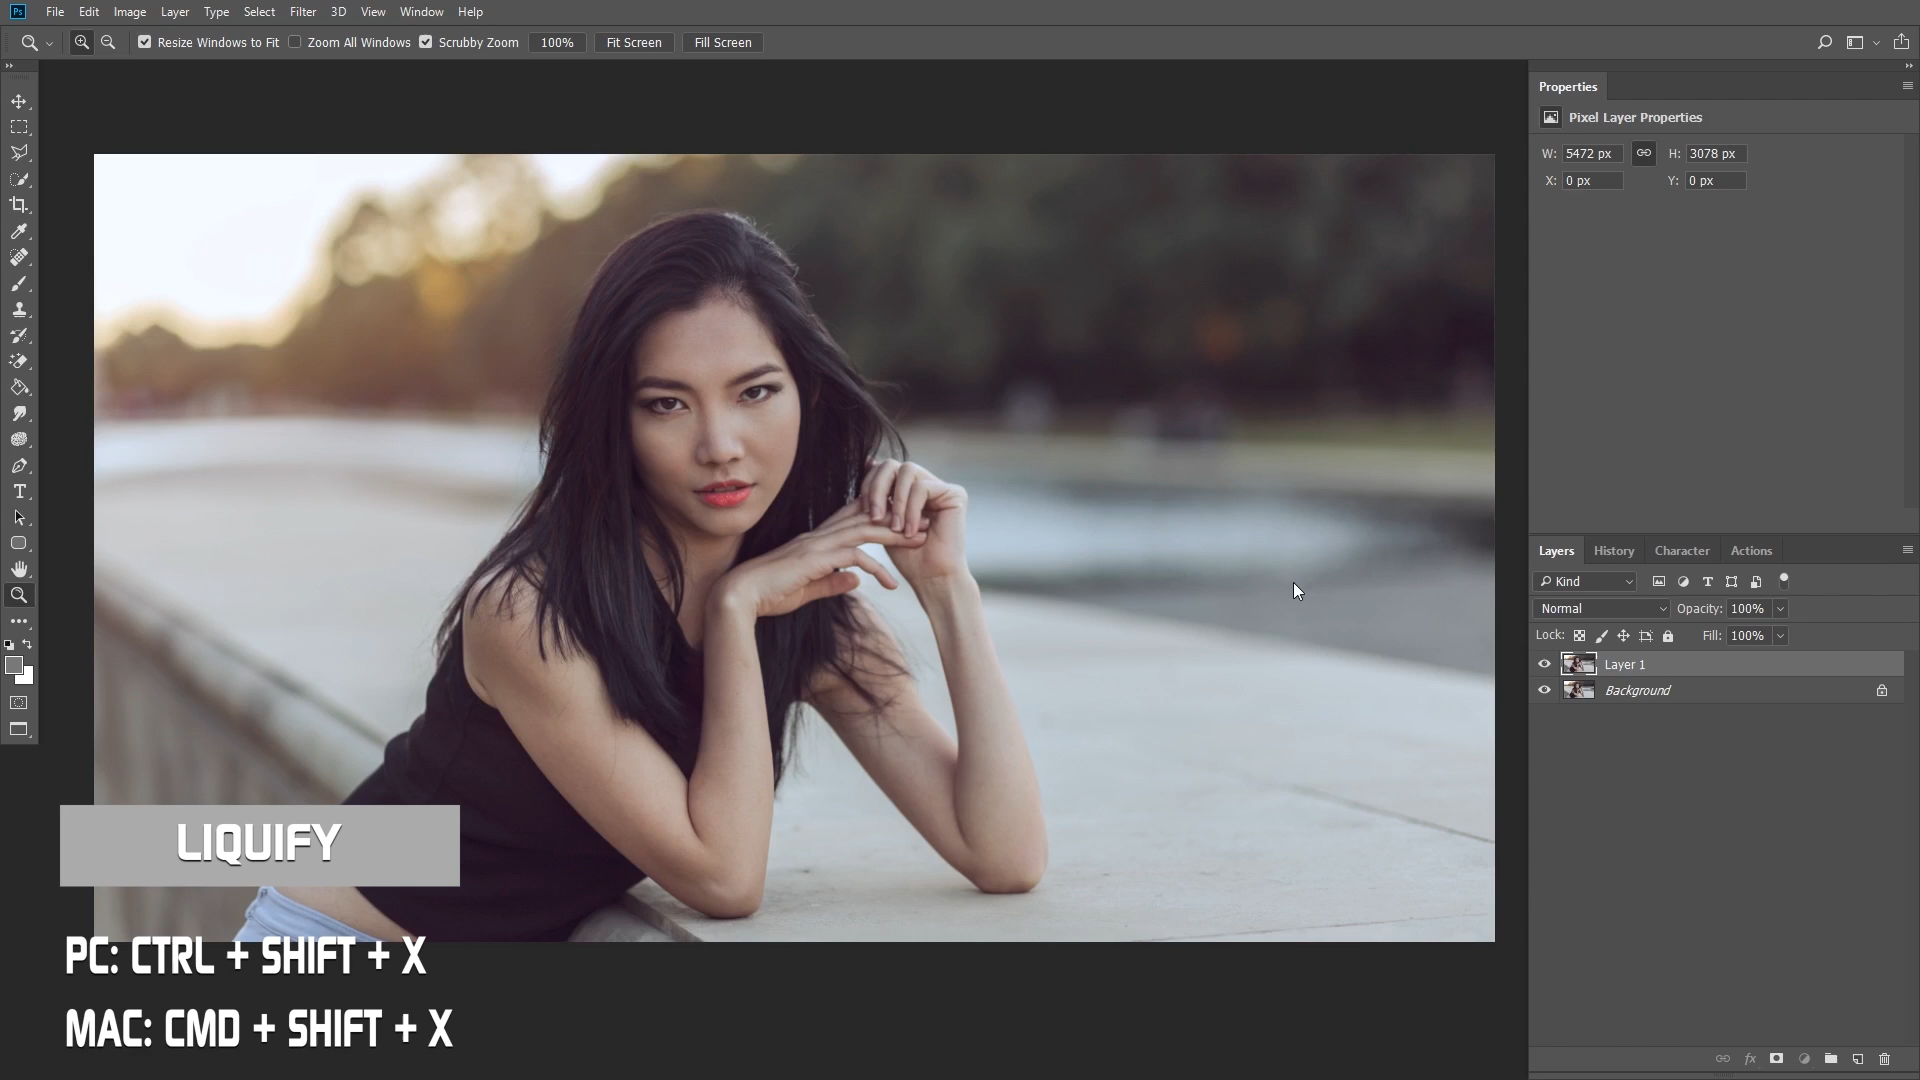 Ps File Edit Image Layer Type Select Filter 3D View Window Help
Resize Windows to Fit Zoom All Windows Scrubby Zoom 100% Fit Screen Fill Screen
Properties
Pixel Layer Properties
W: 5472 px H: 3078 px
X: 0 px Y: 0 px
Layers History Character Actions
Kind
Normal Opacity: 100%
Lock: Fill: 100%
Layer 1
Background
fx
LIQUIFY
PC: CTRL + SHIFT + X
MAC: CMD + SHIFT + X